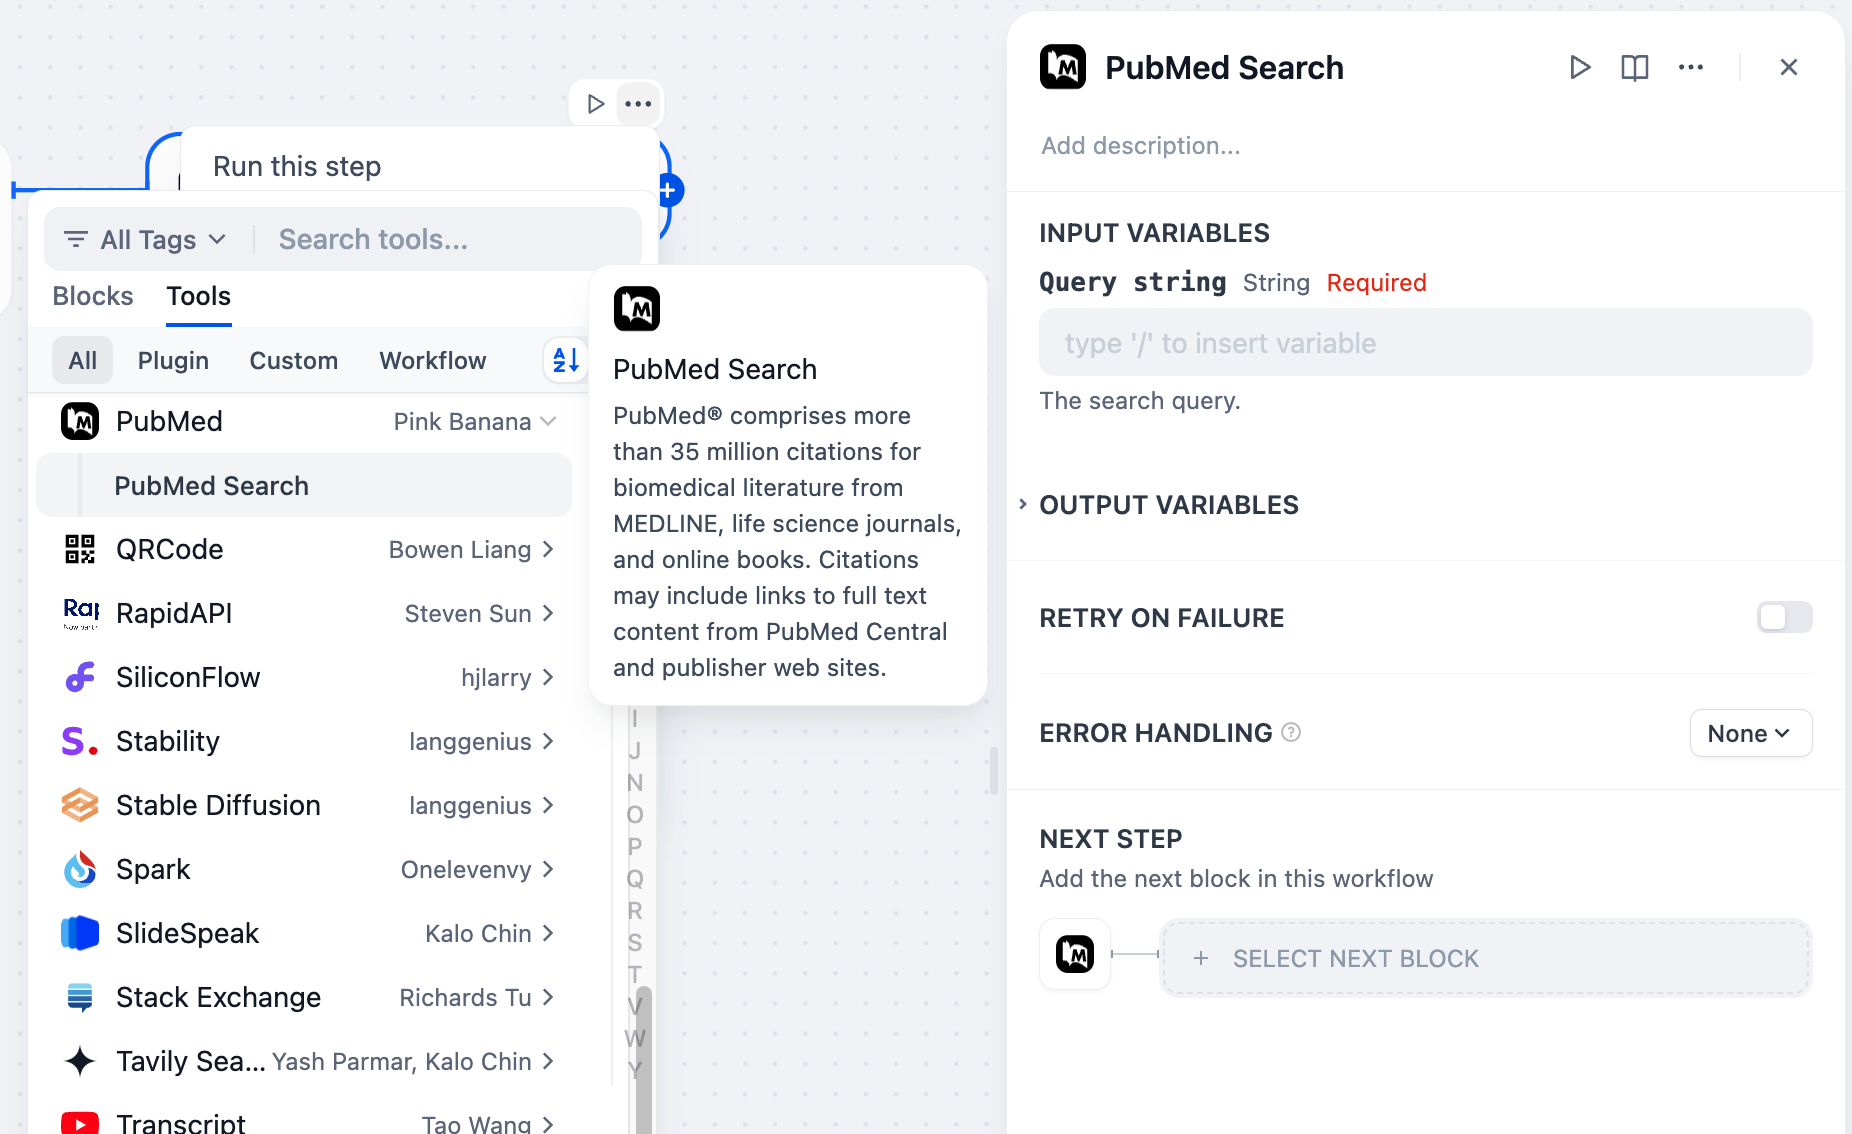 Run this step
All Tags
Search tools...
Blocks
Tools
All
Plugin
Custom
Workflow
A
Z
PubMed
Pink Banana
PubMed Search
QRCode
Bowen Liang
Rap
RapidAPI
Steven Sun
SiliconFlow
hjlarry
S.
Stability
langgenius
Stable Diffusion
langgenius
Spark
Onelevenvy
SlideSpeak
Kalo Chin
Stack Exchange
Richards Tu
Tavily Sea...
Yash Parmar, Kalo Chin
Transcript
Tao Wang
I
J
N
O
P
Q
R
S
T
V
W
Y
M
PubMed Search
PubMed® comprises more
than 35 million citations for
biomedical literature from
MEDLINE, life science journals,
and online books. Citations
may include links to full text
content from PubMed Central
and publisher web sites.
M
PubMed Search
Add description...
INPUT VARIABLES
Query string String Required
type '/' to insert variable
The search query.
OUTPUT VARIABLES
RETRY ON FAILURE
ERROR HANDLING
None
NEXT STEP
Add the next block in this workflow
M
+ SELECT NEXT BLOCK